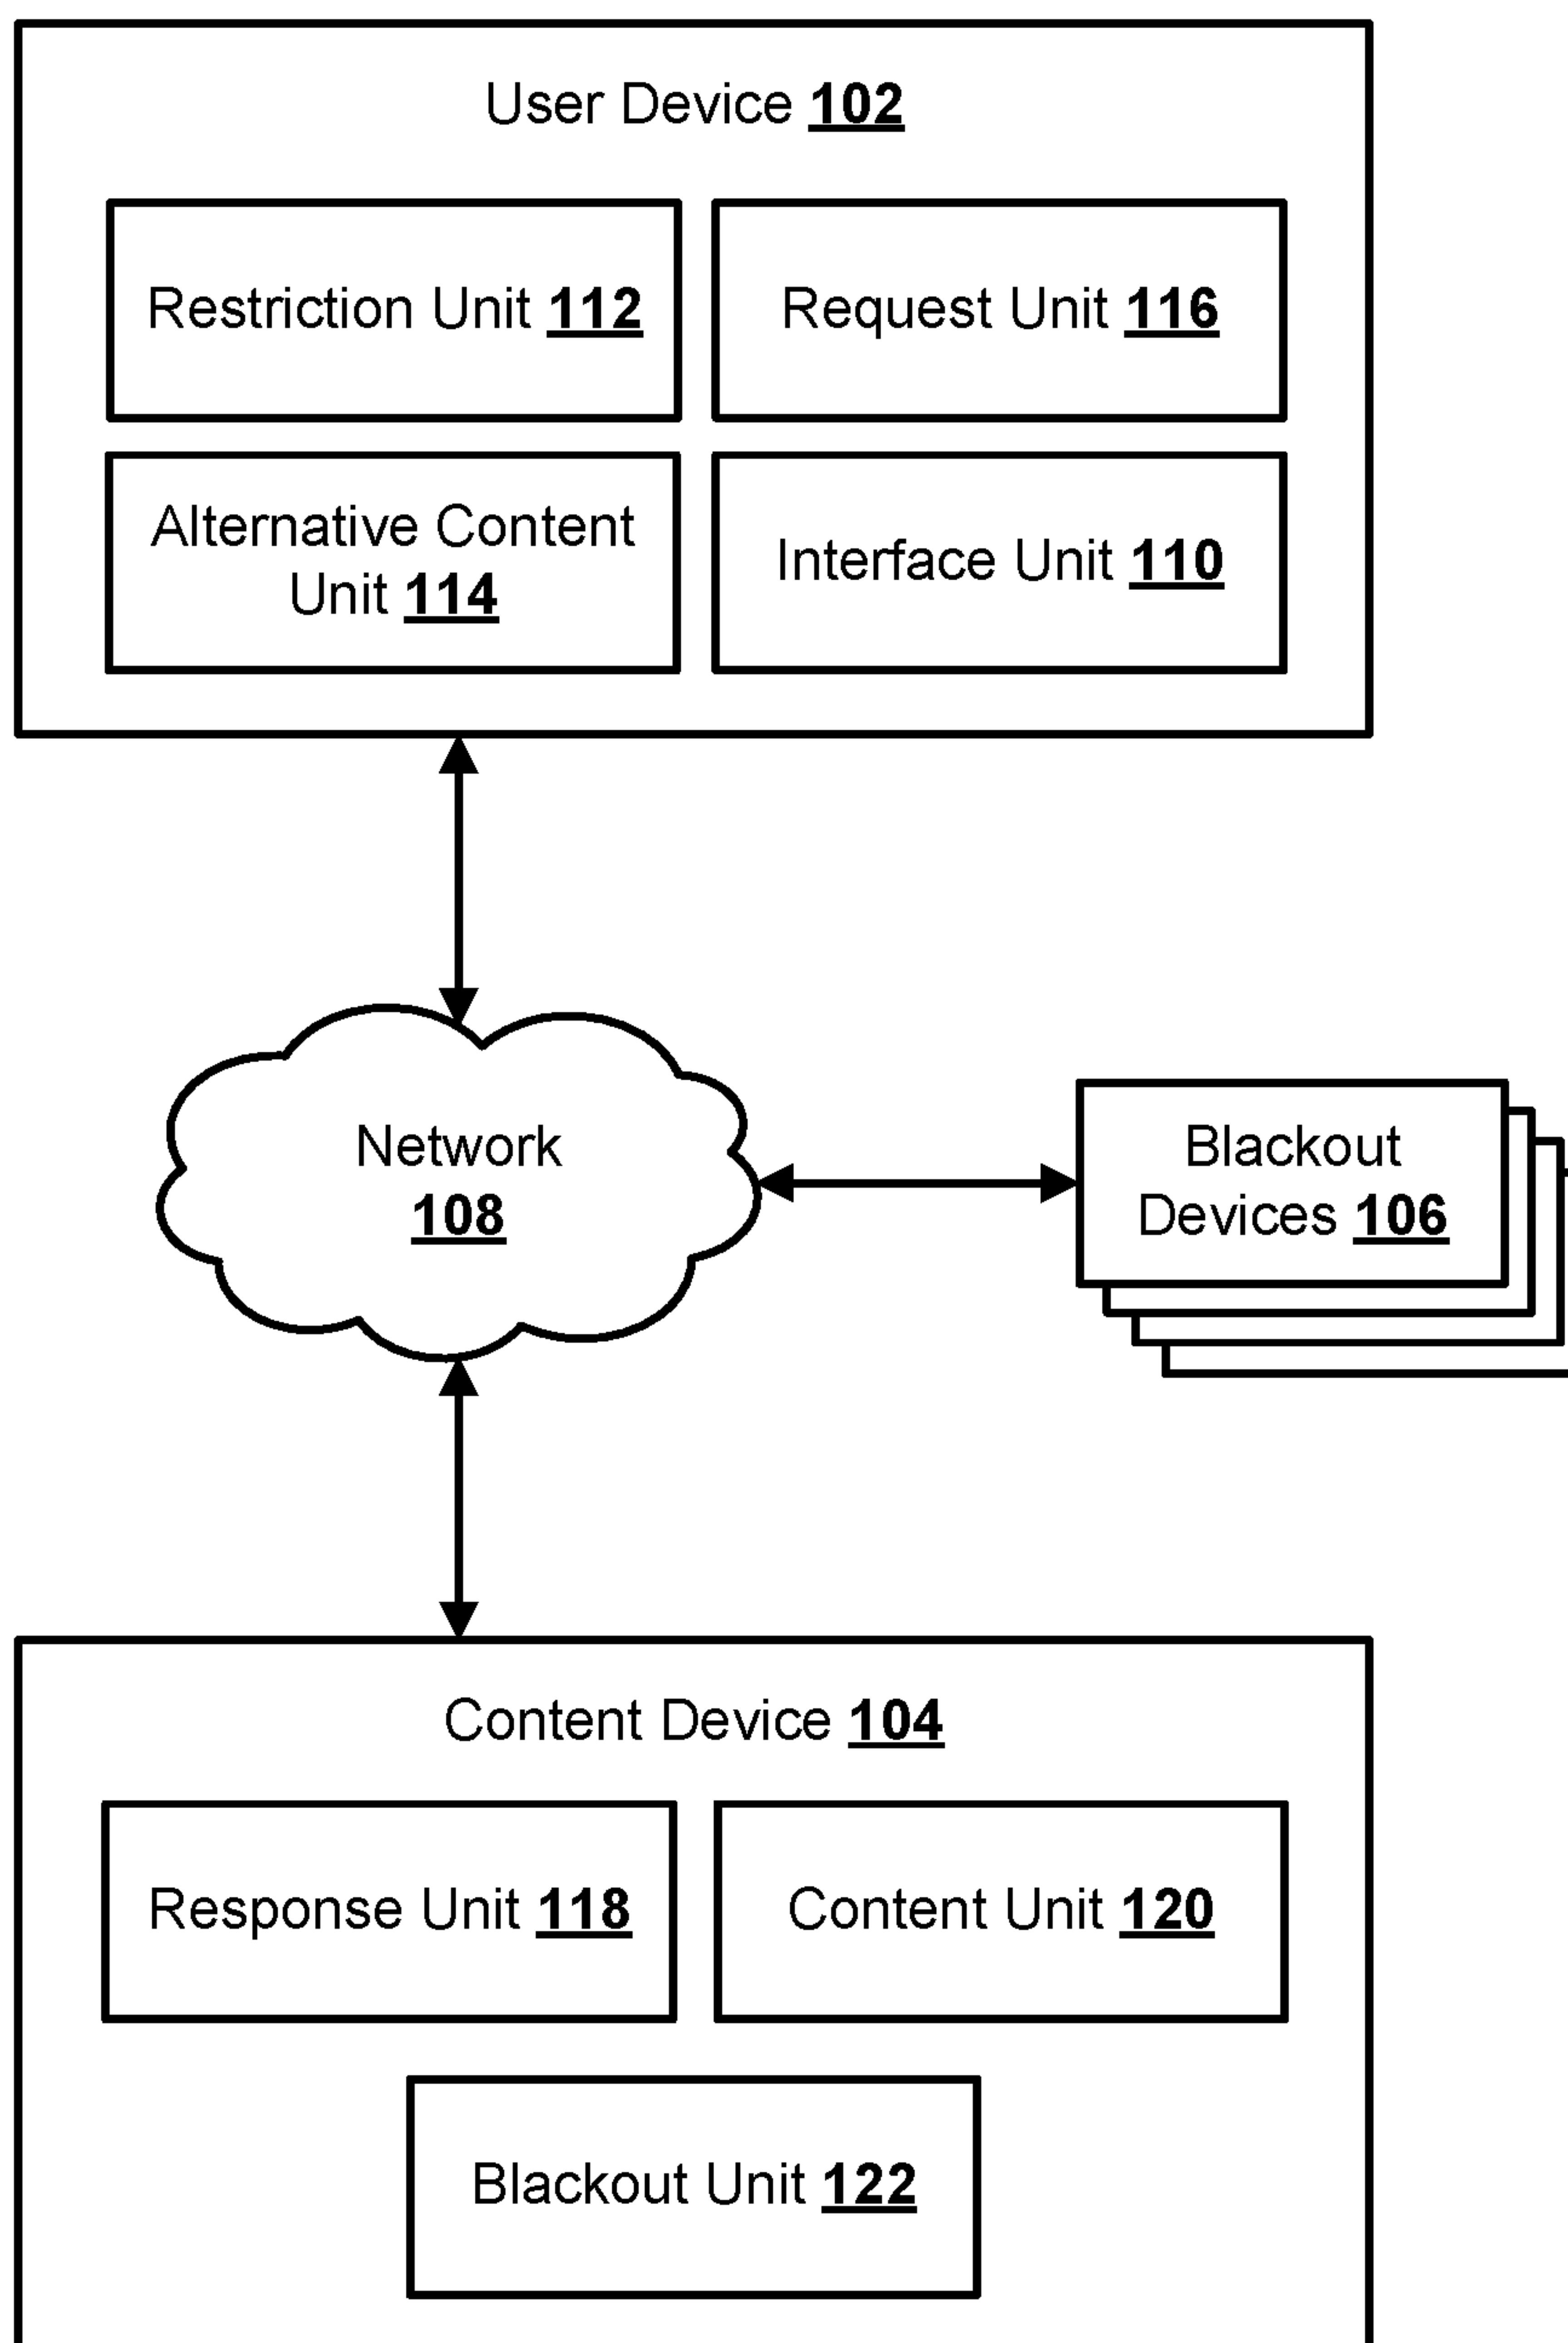 User Device 102
Restriction Unit 112
Request Unit 116
Alternative Content
Unit 114
Interface Unit 110
Network
108
Blackout
Devices 106
Content Device 104
Response Unit 118
Content Unit 120
Blackout Unit 122